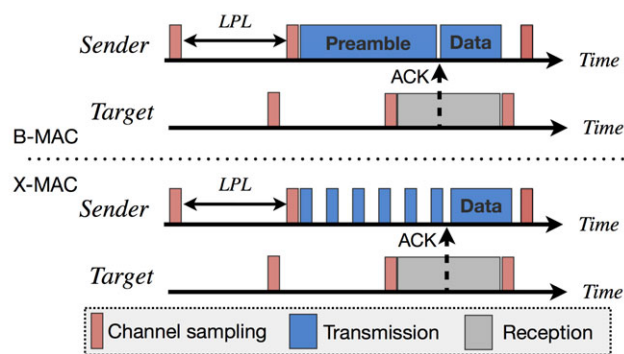 LPL
Sender
Preamble
Data
Time
ACK
Target
Time
B-MAC
X-MAC
LPL
Sender
Data
Time
ACK
Target
Time
Channel sampling
Transmission
Reception